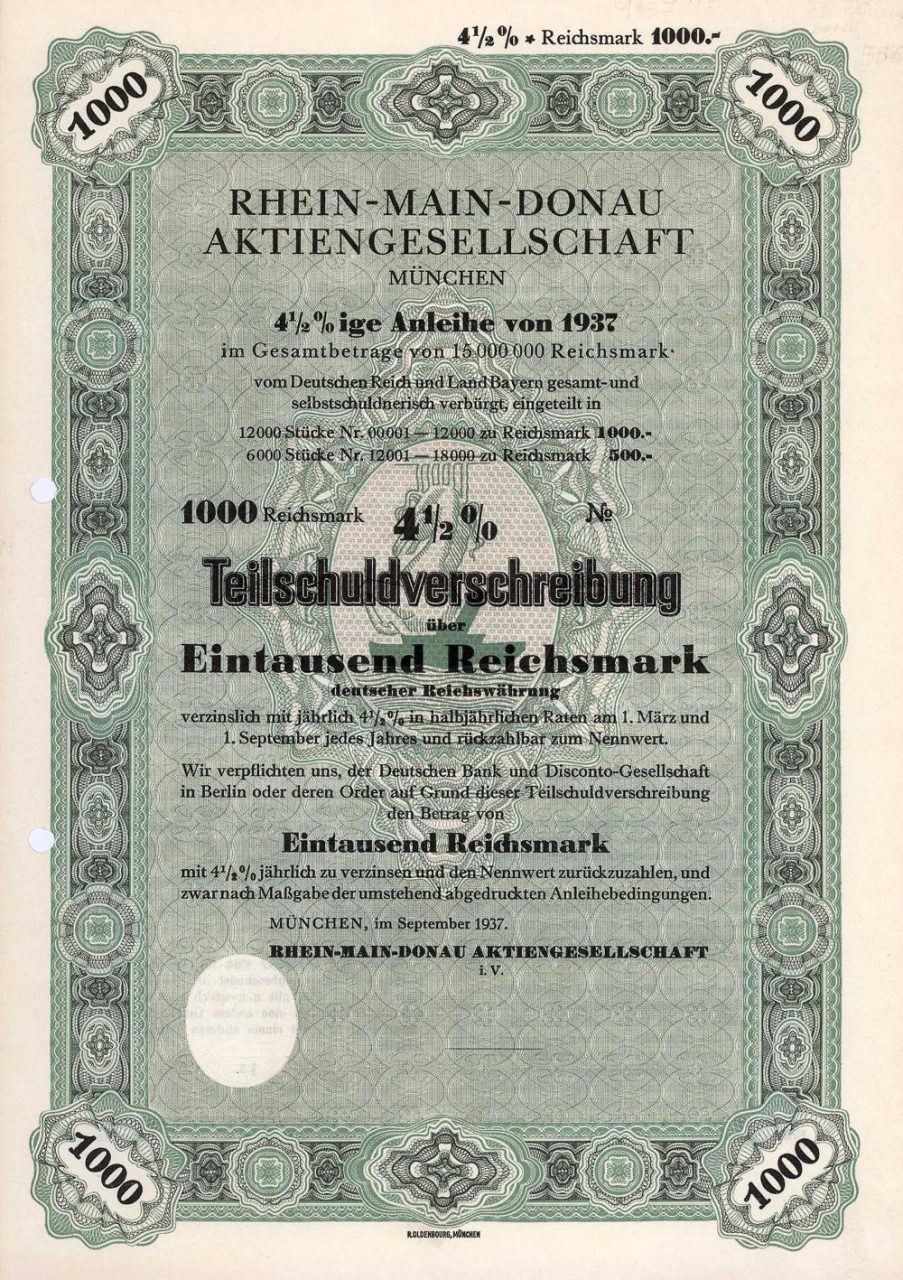 4½% * Reichsmark 1000.-
1000
1000
RHEIN-MAIN-DONAU
AKTIENGESELLSCHAFT
MÜNCHEN
4½%ige Anleihe von 1937
im Gesamtbetrage von 15 000 000 Reichsmark
vom Deutschen Reich und Land Bayern gesamt- und
selbstschuldnerisch verbürgt, eingeteilt in
12000 Stücke Nr. 00001 — 12000 zu Reichsmark 1000.-
6000 Stücke Nr. 12001 — 18000 zu Reichsmark 500.-
1000 Reichsmark 4½% №
Teilschuldverschreibung
über
Eintausend Reichsmark
deutscher Reichswährung
verzinslich mit jährlich 4½% in halbjährlichen Raten am 1. März und
1. September jedes Jahres und rückzahlbar zum Nennwert.
Wir verpflichten uns, der Deutschen Bank und Disconto-Gesellschaft
in Berlin oder deren Order auf Grund dieser Teilschuldverschreibung
den Betrag von
Eintausend Reichsmark
mit 4½% jährlich zu verzinsen und den Nennwert zurückzuzahlen, und
zwar nach Maßgabe der umstehend abgedruckten Anleihebedingungen.
MÜNCHEN, im September 1937.
RHEIN-MAIN-DONAU AKTIENGESELLSCHAFT
i. V.
1000
1000
R. OLDENBOURG, MÜNCHEN